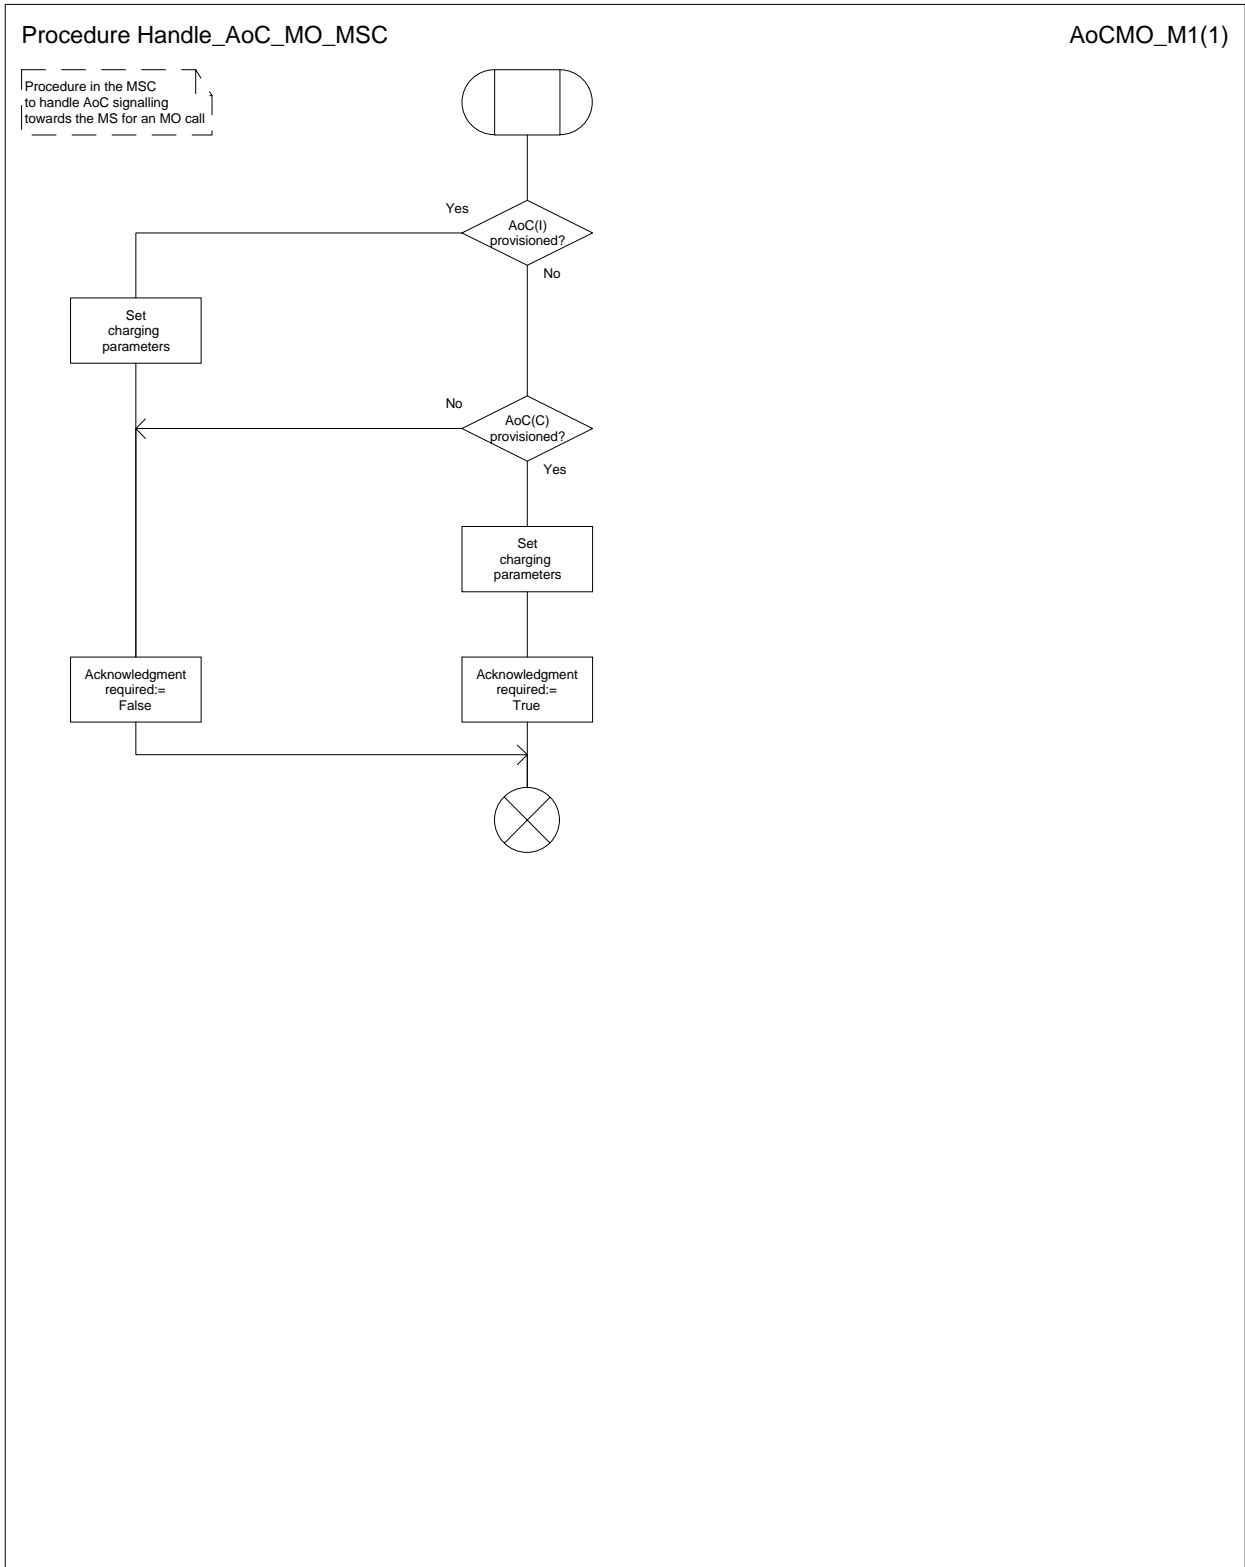 Procedure Handle_AoC_MO_MSC
AoCMO_M1(1)
Procedure in the MSC
to handle AoC signalling
towards the MS for an MO call
Yes
AoC(I)
provisioned?
No
Set
charging
parameters
No
AoC(C)
provisioned?
Yes
Set
charging
parameters
Acknowledgment
required:=
False
Acknowledgment
required:=
True